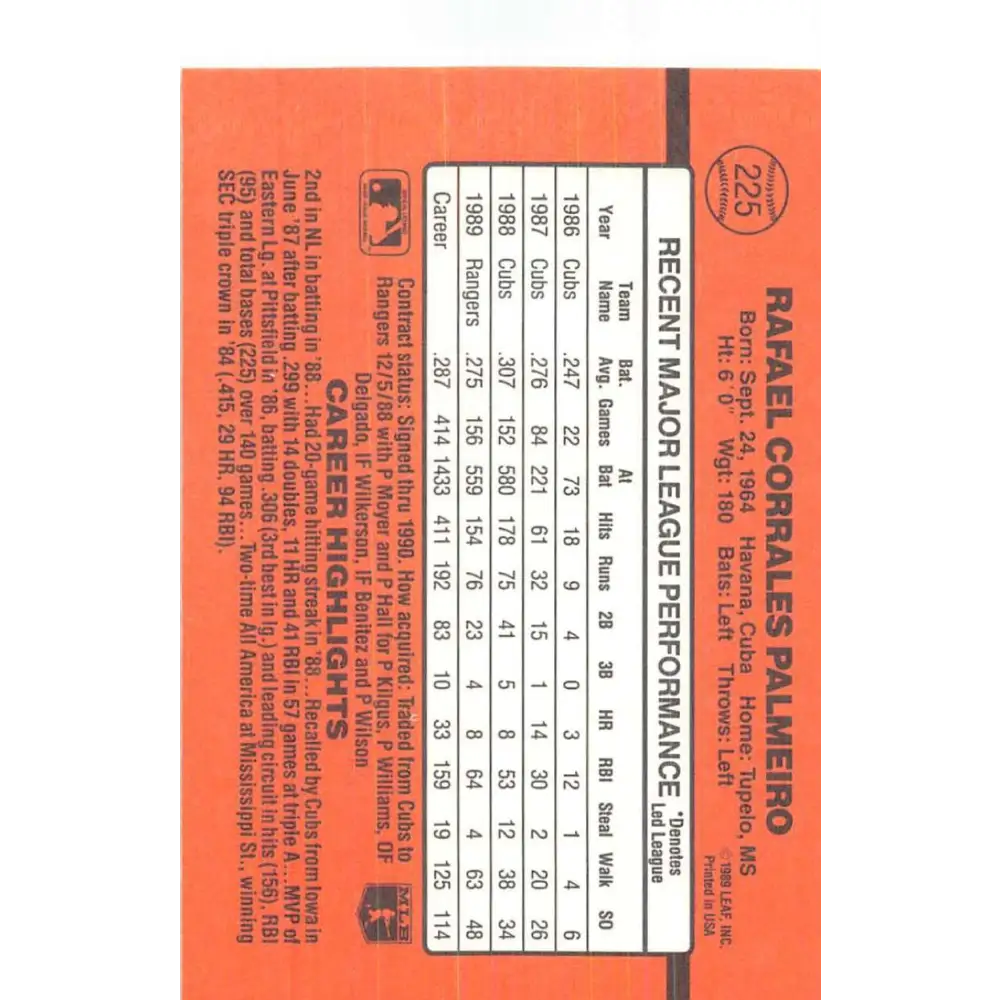 225
RAFAEL CORRALES PALMEIRO
Born: Sept. 24, 1964 Havana, Cuba Home: Tupelo, MS
Ht: 6'0" Wgt: 180 Bats: Left Throws: Left
©1989 LEAF, INC.
Printed in USA
RECENT MAJOR LEAGUE PERFORMANCE *Denotes Led League
Year Team Name Bat. Avg. Games At Bat Hits Runs 2B 3B HR RBI Steal Walk SO
1986 Cubs .247 22 73 18 9 4 0 3 12 1 4 6
1987 Cubs .276 84 221 61 32 15 1 14 30 2 20 26
1988 Cubs .307 152 580 178 75 41 5 8 53 12 38 34
1989 Rangers .275 156 559 154 76 23 4 8 64 4 63 48
Career .287 414 1433 411 192 83 10 33 159 19 125 114
Contract status: Signed thru 1990. How acquired: Traded from Cubs to
Rangers 12/5/88 with P Moyer and P Hall for P Kilgus, P Williams, OF
Delgado, IF Wilkerson, IF Benitez and P Wilson
MLB
CAREER HIGHLIGHTS
2nd in NL in batting in '88...Had 20-game hitting streak in '88...Recalled by Cubs from Iowa in
June '87 after batting .299 with 14 doubles, 11 HR and 41 RBI in 57 games at triple A...MVP of
Eastern Lg. at Pittsfield in '86, batting .306 (3rd best in lg.) and leading circuit in hits (156), RBI
(95) and total bases (225) over 140 games...Two-time All America at Mississippi St., winning
SEC triple crown in '84 (.415, 29 HR, 94 RBI).